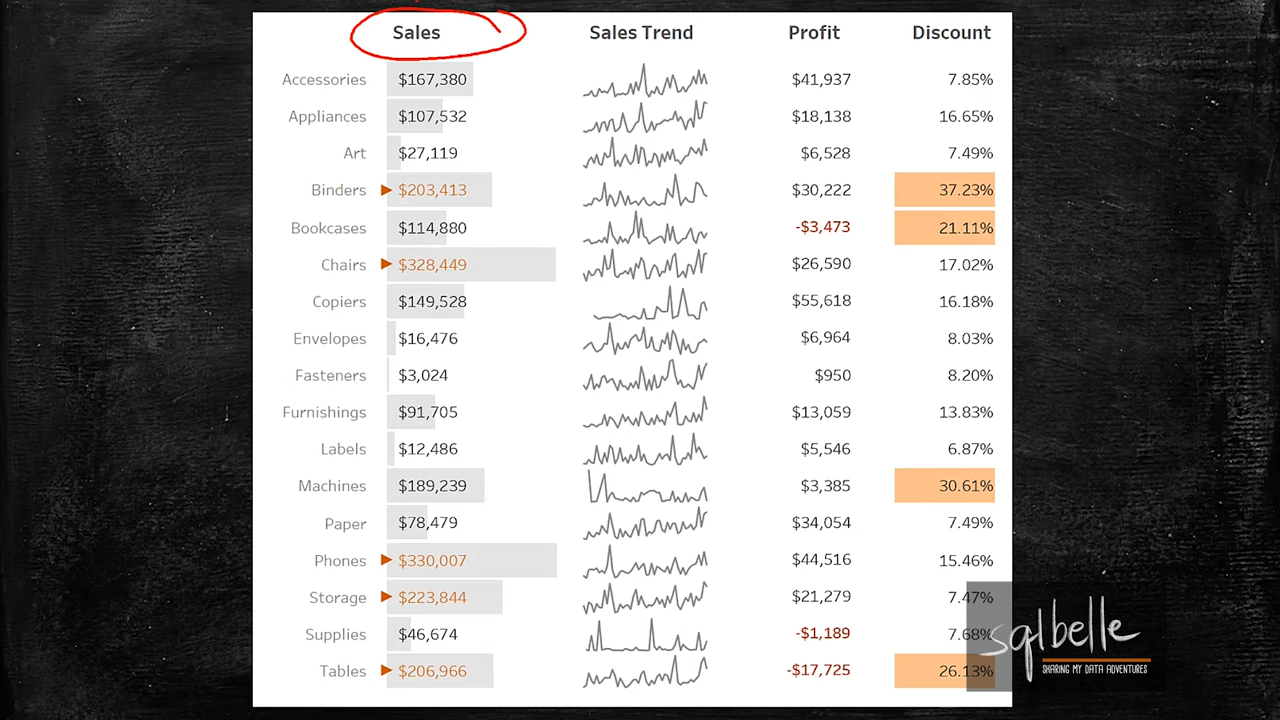 Sales Sales Trend Profit Discount
Accessories $167,380 $41,937 7.85%
Appliances $107,532 $18,138 16.65%
Art $27,119 $6,528 7.49%
Binders ▶ $203,413 $30,222 37.23%
Bookcases $114,880 -$3,473 21.11%
Chairs ▶ $328,449 $26,590 17.02%
Copiers $149,528 $55,618 16.18%
Envelopes $16,476 $6,964 8.03%
Fasteners $3,024 $950 8.20%
Furnishings $91,705 $13,059 13.83%
Labels $12,486 $5,546 6.87%
Machines $189,239 $3,385 30.61%
Paper $78,479 $34,054 7.49%
Phones ▶ $330,007 $44,516 15.46%
Storage ▶ $223,844 $21,279 7.47%
Supplies $46,674 -$1,189 7.68%
Tables ▶ $206,966 -$17,725 26.13%
sqlbelle
SHARING MY DATA ADVENTURES